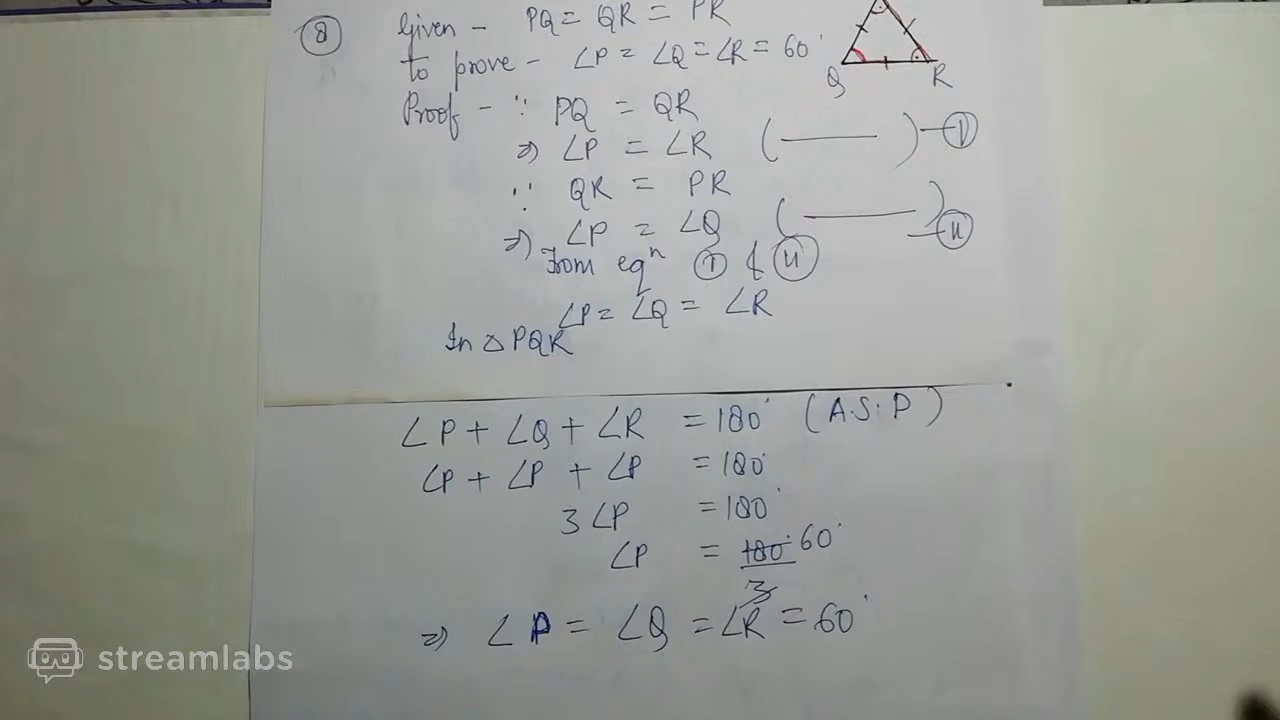 8 Given - PQ = QR = PR
to prove - ∠P = ∠Q = ∠R = 60°
Q R
Proof - ∵ PQ = QR
⇒ ∠P = ∠R ( —— ) — I
∵ QR = PR
⇒ ∠P = ∠Q ( —— ) — II
From eqⁿ I & II
∠P = ∠Q = ∠R
In △PQR
∠P + ∠Q + ∠R = 180° (A.S.P)
∠P + ∠P + ∠P = 180°
3∠P = 180°
∠P = 180°/3 60°
⇒ ∠P = ∠Q = ∠R = 60°
streamlabs